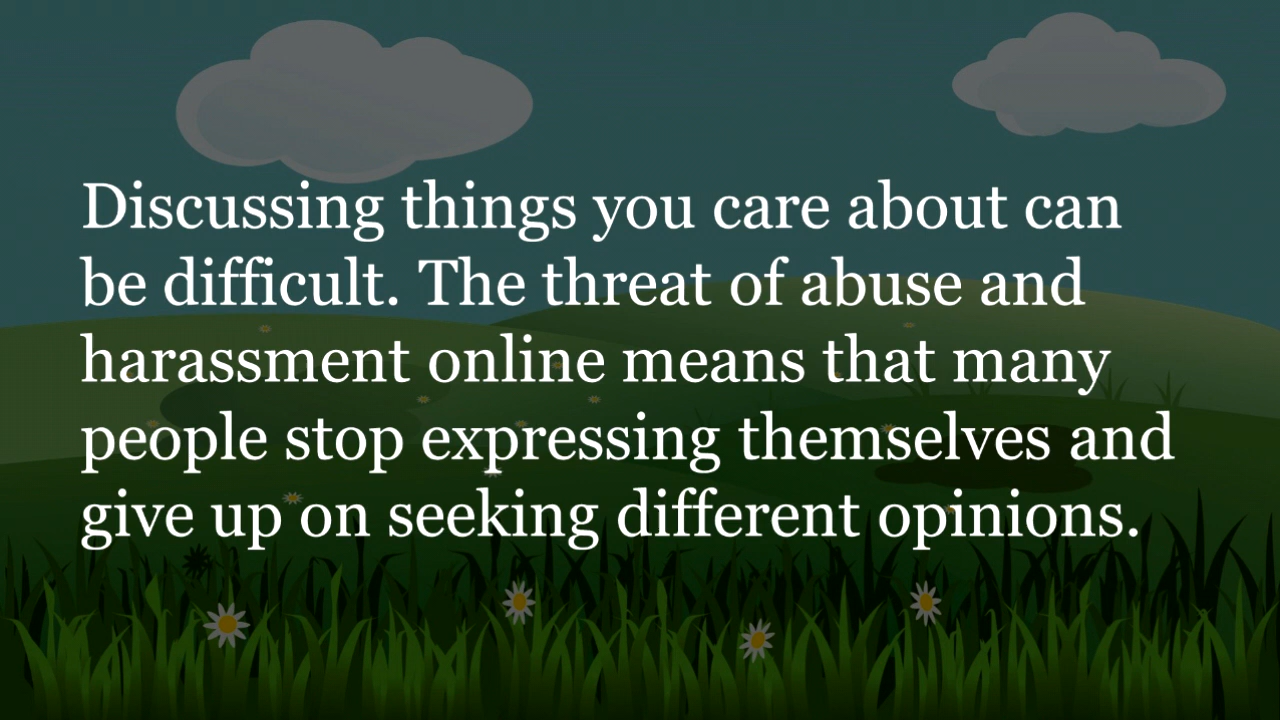 Discussing things you care about can
be difficult. The threat of abuse and
harassment online means that many
people stop expressing themselves and
give up on seeking different opinions.